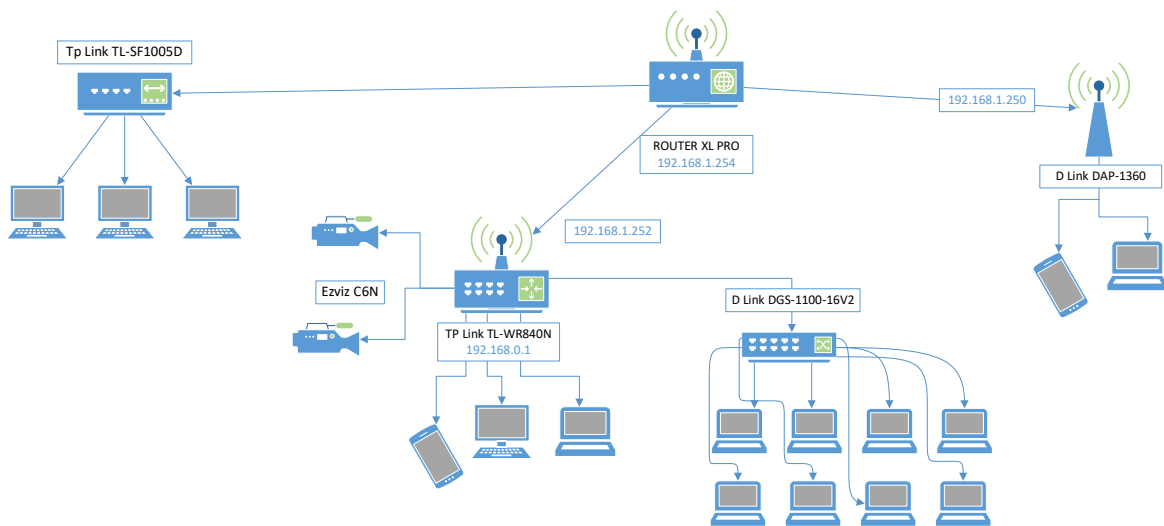 Tp Link TL-SF1005D
192.168.1.250
ROUTER XL PRO
192.168.1.254
D Link DAP-1360
192.168.1.252
Ezviz C6N
D Link DGS-1100-16V2
TP Link TL-WR840N
192.168.0.1